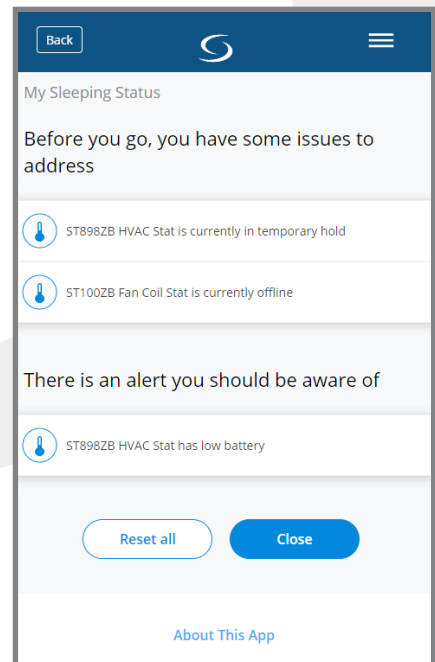 Back
My Sleeping Status
Before you go, you have some issues to
address
ST898ZB HVAC Stat is currently in temporary hold
ST100ZB Fan Coil Stat is currently offline
There is an alert you should be aware of
ST898ZB HVAC Stat has low battery
Reset all
Close
About This App